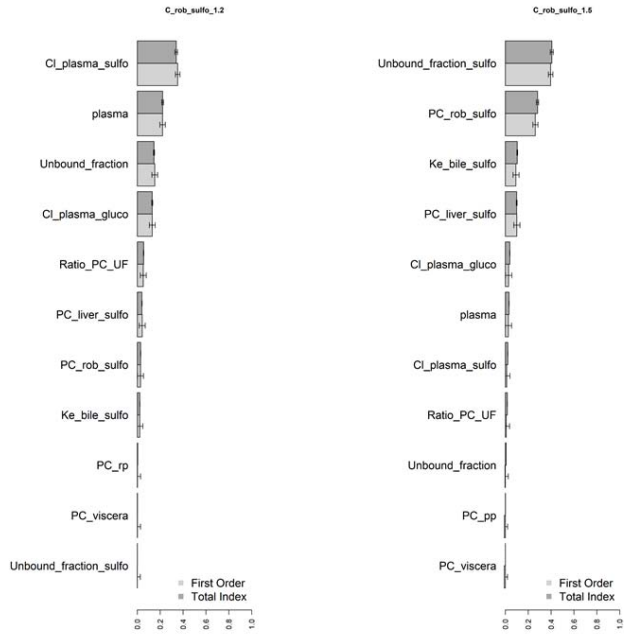 C_rob_sulfo_1.2
Cl_plasma_sulfo
plasma
Unbound_fraction
Cl_plasma_gluco
Ratio_PC_UF
PC_liver_sulfo
PC_rob_sulfo
Ke_bile_sulfo
PC_rp
PC_viscera
Unbound_fraction_sulfo
First Order
Total Index
0.0 0.2 0.4 0.6 0.8 1.0
C_rob_sulfo_1.5
Unbound_fraction_sulfo
PC_rob_sulfo
Ke_bile_sulfo
PC_liver_sulfo
Cl_plasma_gluco
plasma
Cl_plasma_sulfo
Ratio_PC_UF
Unbound_fraction
PC_pp
PC_viscera
First Order
Total Index
0.0 0.2 0.4 0.6 0.8 1.0